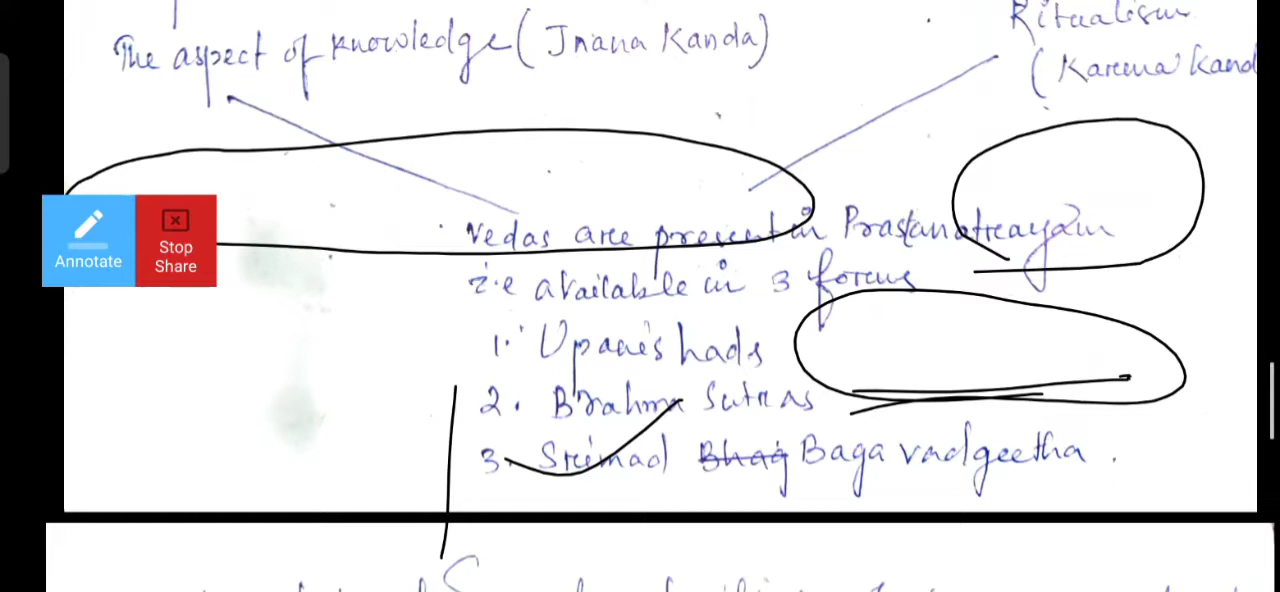 The aspect of knowledge (Jnana Kanda)
Ritualism
(Karma Kand
Vedas are present in Prastanatrayam
i.e available in 3 forms
1. Upanishads
2. Brahma Sutras
3. Srimad Bhag Bagavadgeetha.
Annotate
Stop
Share